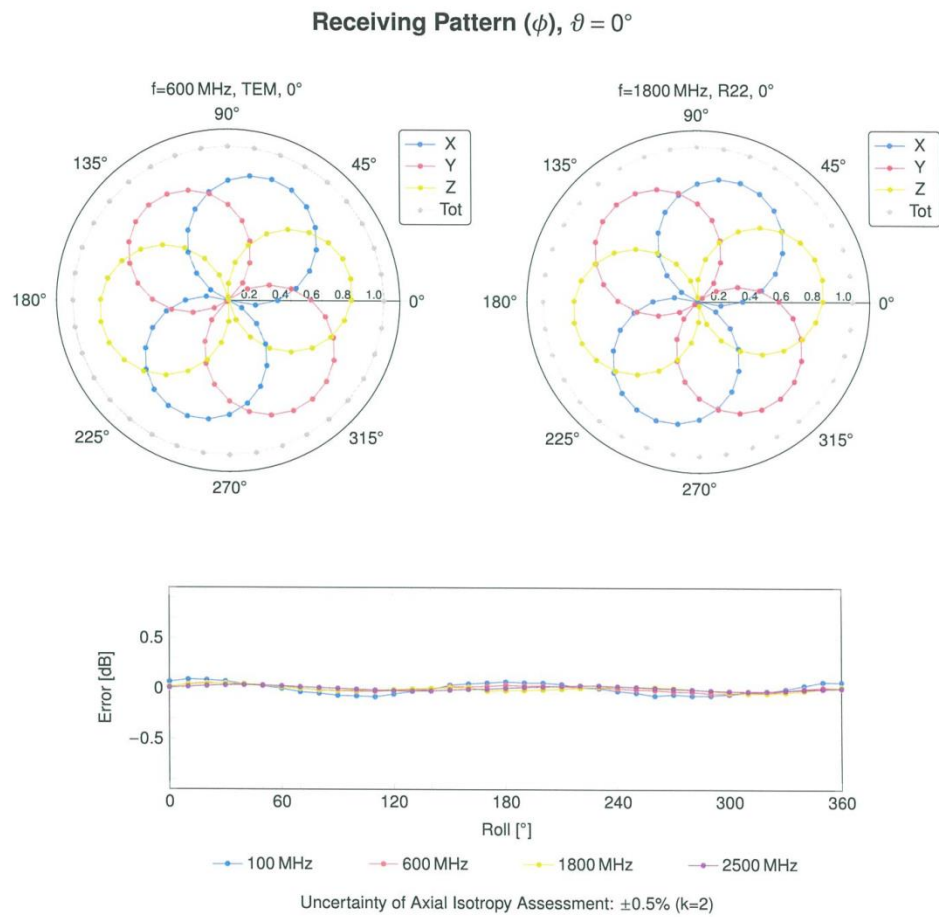 Receiving Pattern (ϕ), ϑ = 0°
f=600 MHz, TEM, 0°
90°
135°
45°
180°
0.2 0.4 0.6 0.8 1.0
0°
225°
315°
270°
X
Y
Z
Tot
f=1800 MHz, R22, 0°
90°
135°
45°
180°
0.2 0.4 0.6 0.8 1.0
0°
225°
315°
270°
X
Y
Z
Tot
Error [dB]
0.5
0
−0.5
0 60 120 180 240 300 360
Roll [°]
100 MHz 600 MHz 1800 MHz 2500 MHz
Uncertainty of Axial Isotropy Assessment: ±0.5% (k=2)